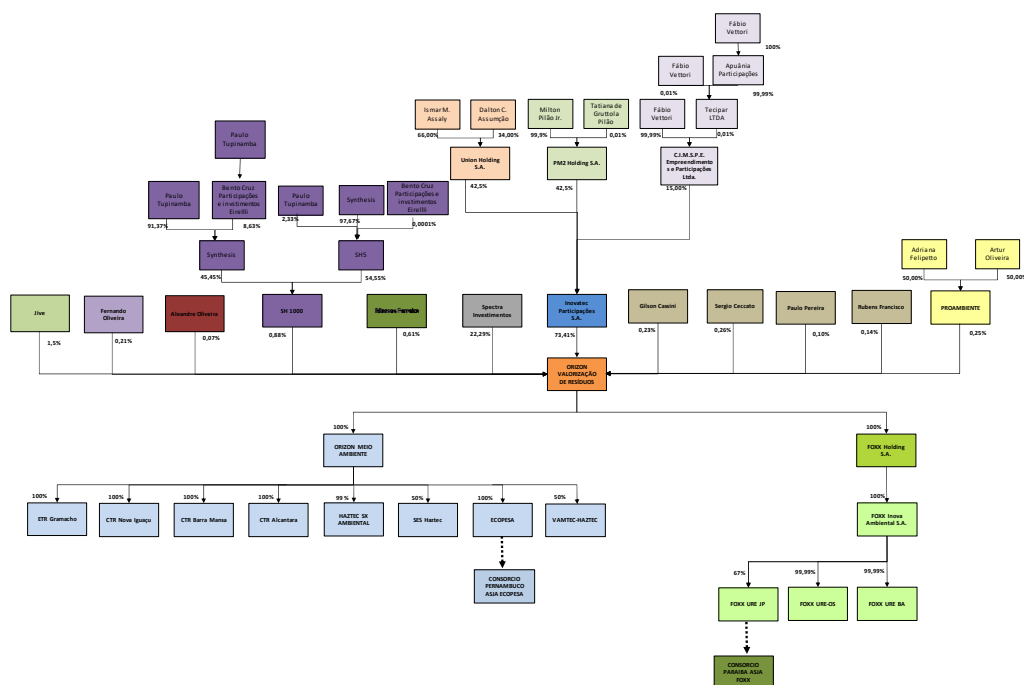 Fábio
Vettori
100%
Fábio
Vettori
Apuânia
Participações
0,01%
99,99%
Ismar M.
Assaly
Dalton C.
Assumpção
Milton
Pilão Jr.
Tatiana de
Gruttola
Pilão
Fábio
Vettori
Tecipar
LTDA
66,00%
34,00%
99,9%
0,01%
99,99%
0,01%
Paulo
Tupinamba
Union Holding
S.A.
PM2 Holding S.A.
C.I.M.S.P.E.
Empreendimento
s e Participações
Ltda.
42,5%
42,5%
15,00%
Paulo
Tupinamba
Bento Cruz
Participações
e invstimentos
Eirelli
Paulo
Tupinamba
Synthesis
Bento Cruz
Participações e
invstimentos
Eirellli
91,37%
8,63%
2,33%
97,67%
0,0001%
Synthesis
SHS
45,45%
54,55%
Adriana
Felipetto
Artur
Oliveira
50,00%
50,00%
Jive
Fernando
Oliveira
Alexandre Oliveira
SH 1000
Spectra
Investimentos
Inovatec
Participações
S.A.
Gilson Cassini
Sergio Ceccato
Paulo Pereira
Rubens Francisco
PROAMBIENTE
1,5%
0,21%
0,07%
0,88%
0,61%
22,29%
73,41%
0,23%
0,26%
0,10%
0,14%
0,25%
ORIZON
VALORIZAÇÃO
DE RESÍDUOS
100%
100%
ORIZON MEIO
AMBIENTE
FOXX Holding
S.A.
100%
100%
100%
100%
99 %
50%
100%
50%
100%
ETR Gramacho
CTR Nova Iguaçu
CTR Barra Mansa
CTR Alcantara
HAZTEC SX
AMBIENTAL
SES Haztec
ECOPESA
VAMTEC-HAZTEC
FOXX Inova
Ambiental S.A.
CONSORCIO
PERNAMBUCO
ASJA ECOPESA
67%
99,99%
99,99%
FOXX URE JP
FOXX URE-OS
FOXX URE BA
CONSORCIO
PARAIBA ASJA
FOXX